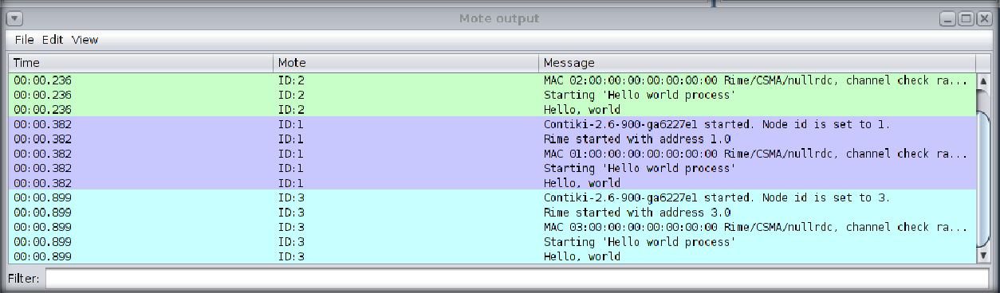 Mote output
File Edit View
Time Mote Message
00:00.236 ID:2 MAC 02:00:00:00:00:00:00:00 Rime/CSMA/nullrdc, channel check ra...
00:00.236 ID:2 Starting 'Hello world process'
00:00.236 ID:2 Hello, world
00:00.382 ID:1 Contiki-2.6-900-ga6227e1 started. Node id is set to 1.
00:00.382 ID:1 Rime started with address 1.0
00:00.382 ID:1 MAC 01:00:00:00:00:00:00:00 Rime/CSMA/nullrdc, channel check ra...
00:00.382 ID:1 Starting 'Hello world process'
00:00.382 ID:1 Hello, world
00:00.899 ID:3 Contiki-2.6-900-ga6227e1 started. Node id is set to 3.
00:00.899 ID:3 Rime started with address 3.0
00:00.899 ID:3 MAC 03:00:00:00:00:00:00:00 Rime/CSMA/nullrdc, channel check ra...
00:00.899 ID:3 Starting 'Hello world process'
00:00.899 ID:3 Hello, world
Filter: